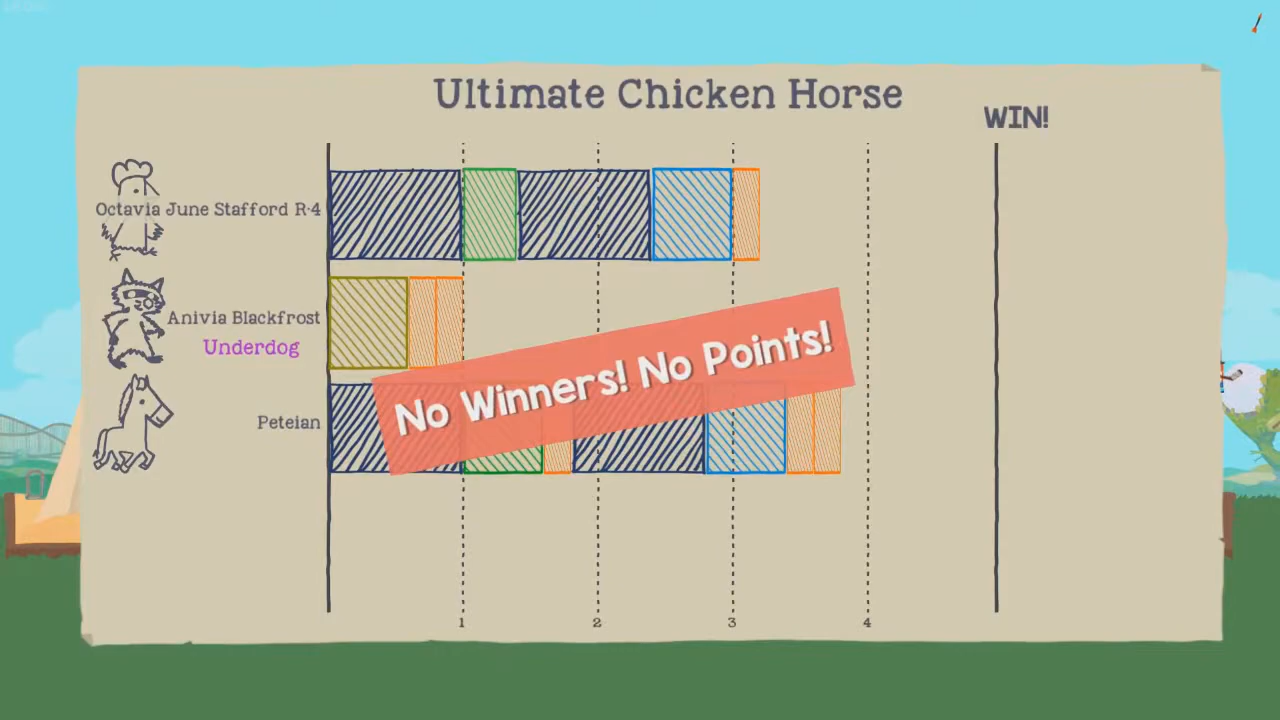 Ultimate Chicken Horse
WIN!
Octavia June Stafford R-4
Anivia Blackfrost
Underdog
No Winners! No Points!
Peteian
1 2 3 4